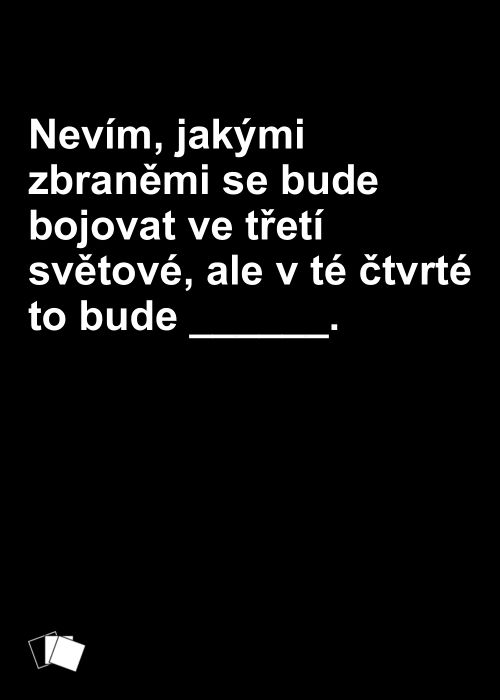 Nevím, jakými
zbraněmi se bude
bojovat ve třetí
světové, ale v té čtvrté
to bude ______.